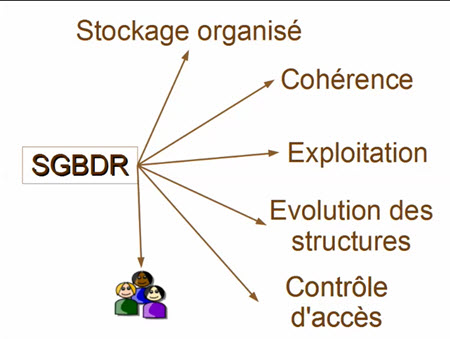 Stockage organisé
Cohérence
SGBDR
Exploitation
Evolution des
structures
Contrôle
d'accès